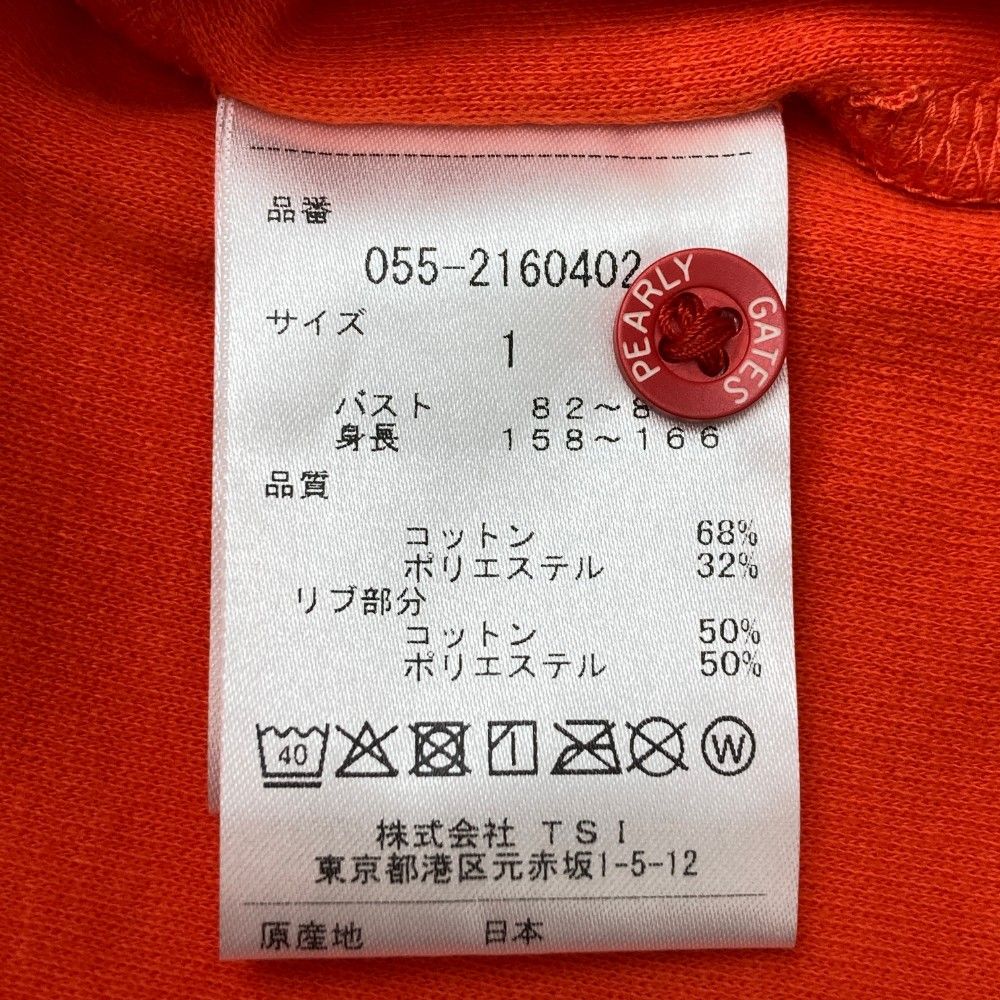 品番
055-2160402
PEARLY GATES
サイズ
1
バスト 82～8
身長 158～166
品質
コットン 68%
ポリエステル 32%
リブ部分
コットン 50%
ポリエステル 50%
40
W
株式会社 TSI
東京都港区元赤坂1-5-12
原産地 日本